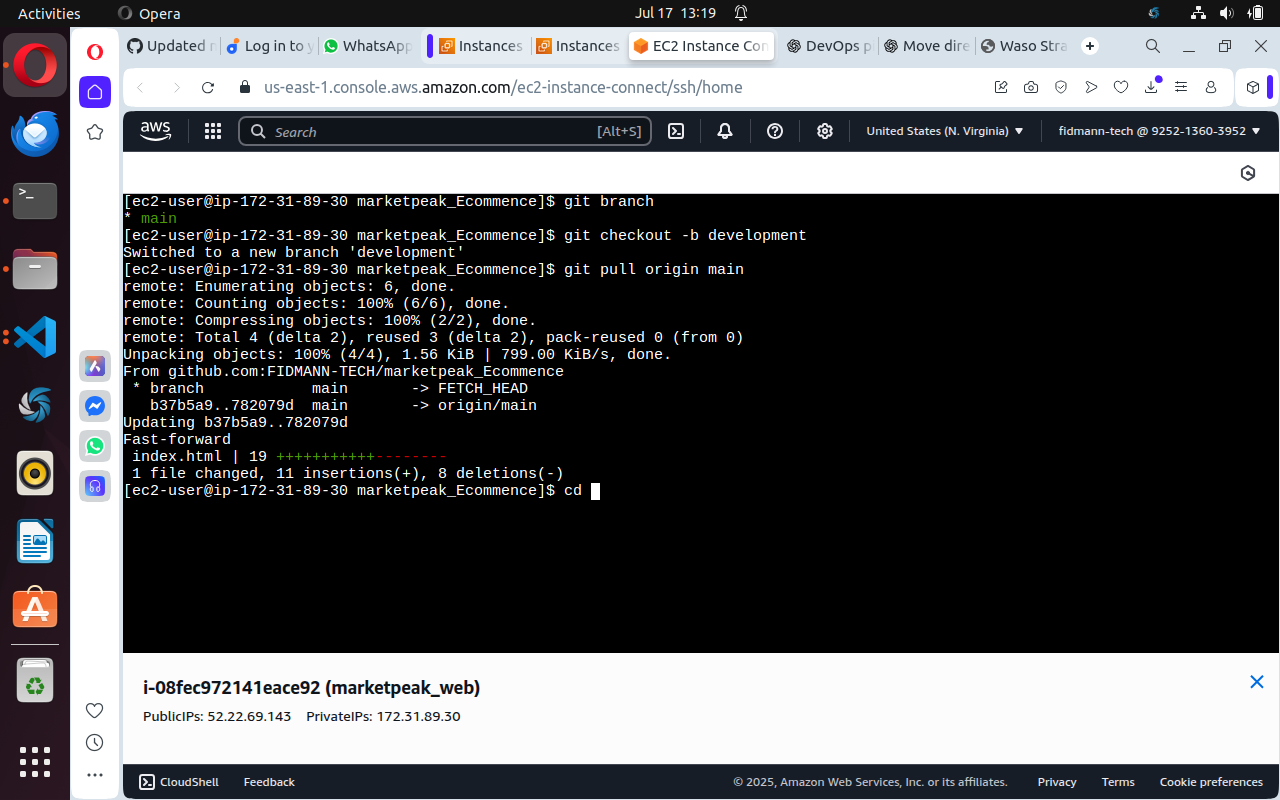 Activities
Opera
Jul 17 13:19
Updated r
Log in to y
WhatsApp
Instances
Instances
EC2 Instance Con
DevOps p
Move dire
Waso Stra
us-east-1.console.aws.amazon.com/ec2-instance-connect/ssh/home
aws
Search
[Alt+S]
United States (N. Virginia)
fidmann-tech @ 9252-1360-3952
[ec2-user@ip-172-31-89-30 marketpeak_Ecommence]$ git branch
* main
[ec2-user@ip-172-31-89-30 marketpeak_Ecommence]$ git checkout -b development
Switched to a new branch 'development'
[ec2-user@ip-172-31-89-30 marketpeak_Ecommence]$ git pull origin main
remote: Enumerating objects: 6, done.
remote: Counting objects: 100% (6/6), done.
remote: Compressing objects: 100% (2/2), done.
remote: Total 4 (delta 2), reused 3 (delta 2), pack-reused 0 (from 0)
Unpacking objects: 100% (4/4), 1.56 KiB | 799.00 KiB/s, done.
From github.com:FIDMANN-TECH/marketpeak_Ecommence
* branch main -> FETCH_HEAD
b37b5a9..782079d main -> origin/main
Updating b37b5a9..782079d
Fast-forward
index.html | 19 +++++++++++--------
1 file changed, 11 insertions(+), 8 deletions(-)
[ec2-user@ip-172-31-89-30 marketpeak_Ecommence]$ cd
i-08fec972141eace92 (marketpeak_web)
PublicIPs: 52.22.69.143 PrivateIPs: 172.31.89.30
CloudShell
Feedback
© 2025, Amazon Web Services, Inc. or its affiliates.
Privacy
Terms
Cookie preferences